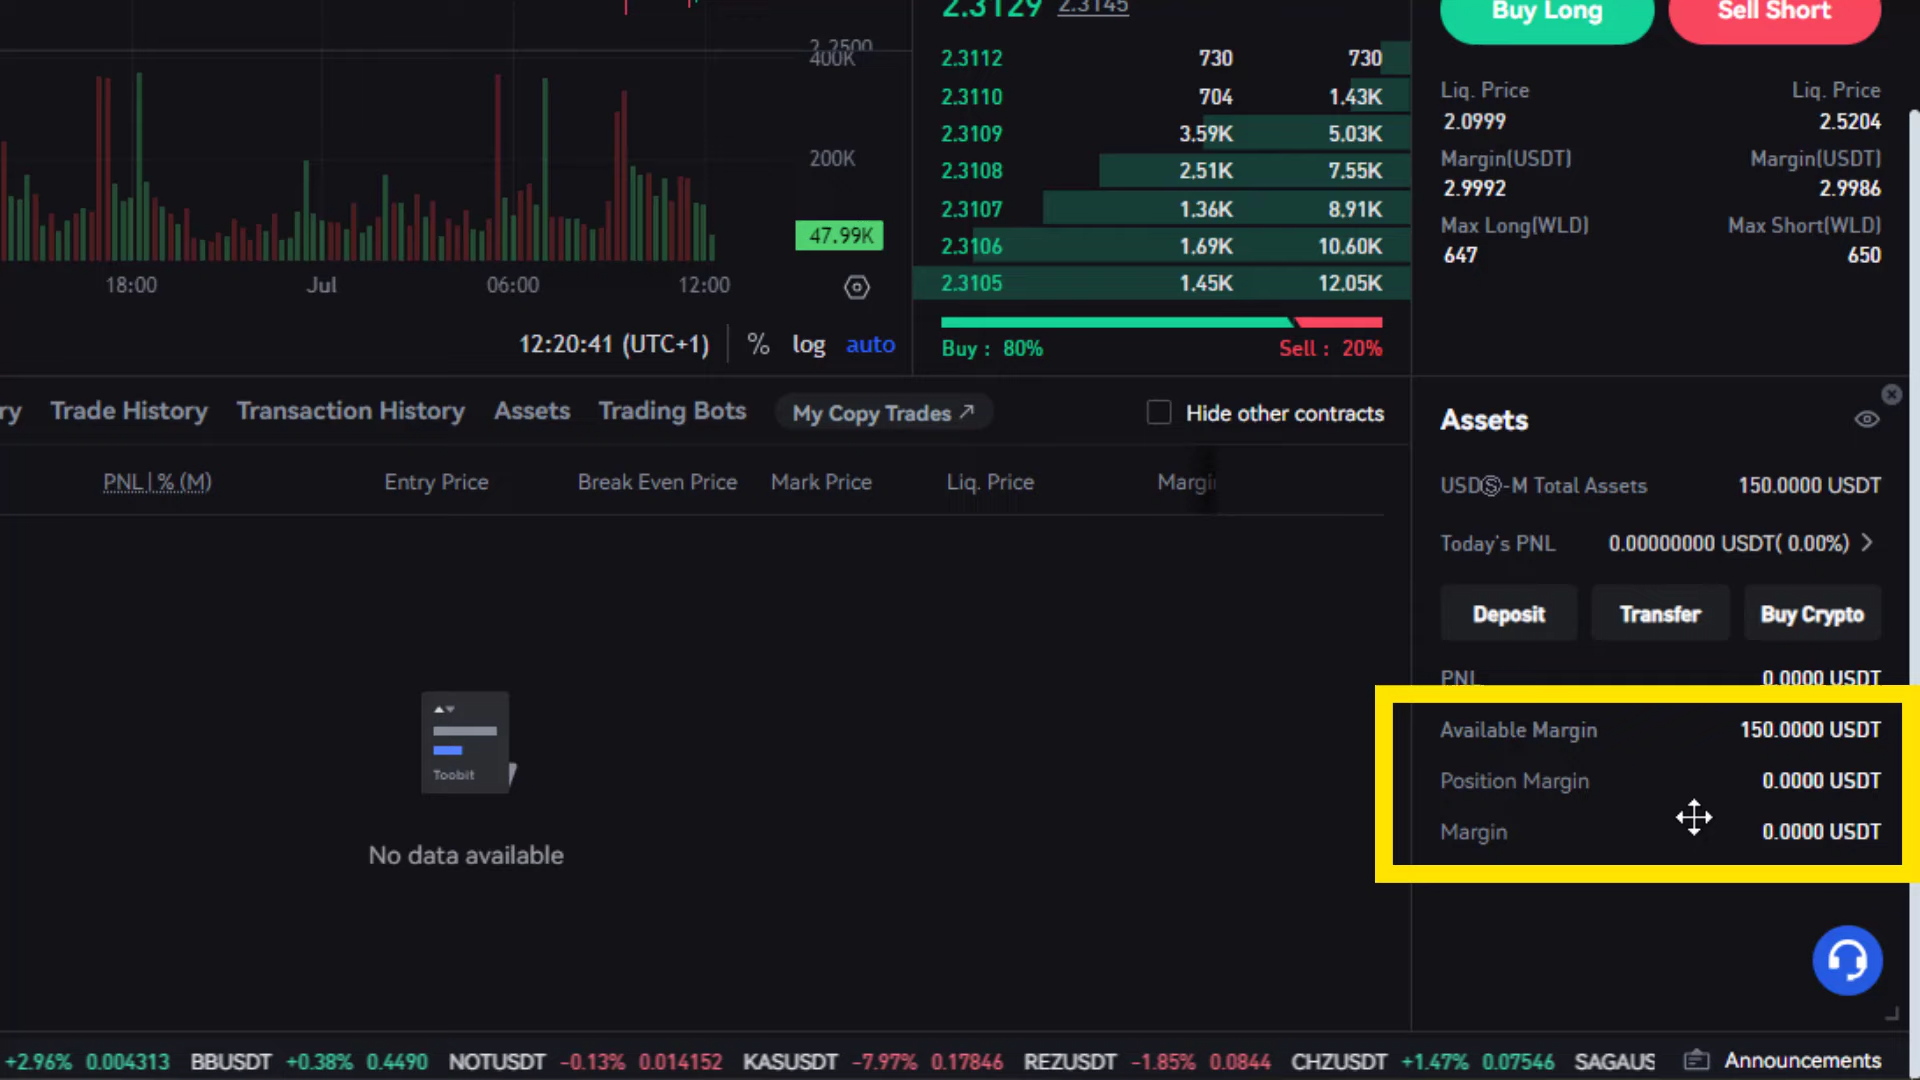 2.3129 2.3145
Buy Long Sell Short
2.2500
400K
200K
47.99K
18:00 Jul 06:00 12:00
12:20:41 (UTC+1) % log auto
2.3112 730 730
2.3110 704 1.43K
2.3109 3.59K 5.03K
2.3108 2.51K 7.55K
2.3107 1.36K 8.91K
2.3106 1.69K 10.60K
2.3105 1.45K 12.05K
Buy : 80% Sell : 20%
Liq. Price Liq. Price
2.0999 2.5204
Margin(USDT) Margin(USDT)
2.9992 2.9986
Max Long(WLD) Max Short(WLD)
647 650
ry Trade History Transaction History Assets Trading Bots My Copy Trades Hide other contracts
PNL | % (M) Entry Price Break Even Price Mark Price Liq. Price Margi
Toobit
No data available
Assets
USDⓈ-M Total Assets 150.0000 USDT
Today's PNL 0.00000000 USDT( 0.00%)
Deposit Transfer Buy Crypto
PNL 0.0000 USDT
Available Margin 150.0000 USDT
Position Margin 0.0000 USDT
Margin 0.0000 USDT
+2.96% 0.004313 BBUSDT +0.38% 0.4490 NOTUSDT -0.13% 0.014152 KASUSDT -7.97% 0.17846 REZUSDT -1.85% 0.0844 CHZUSDT +1.47% 0.07546 SAGAUS Announcements